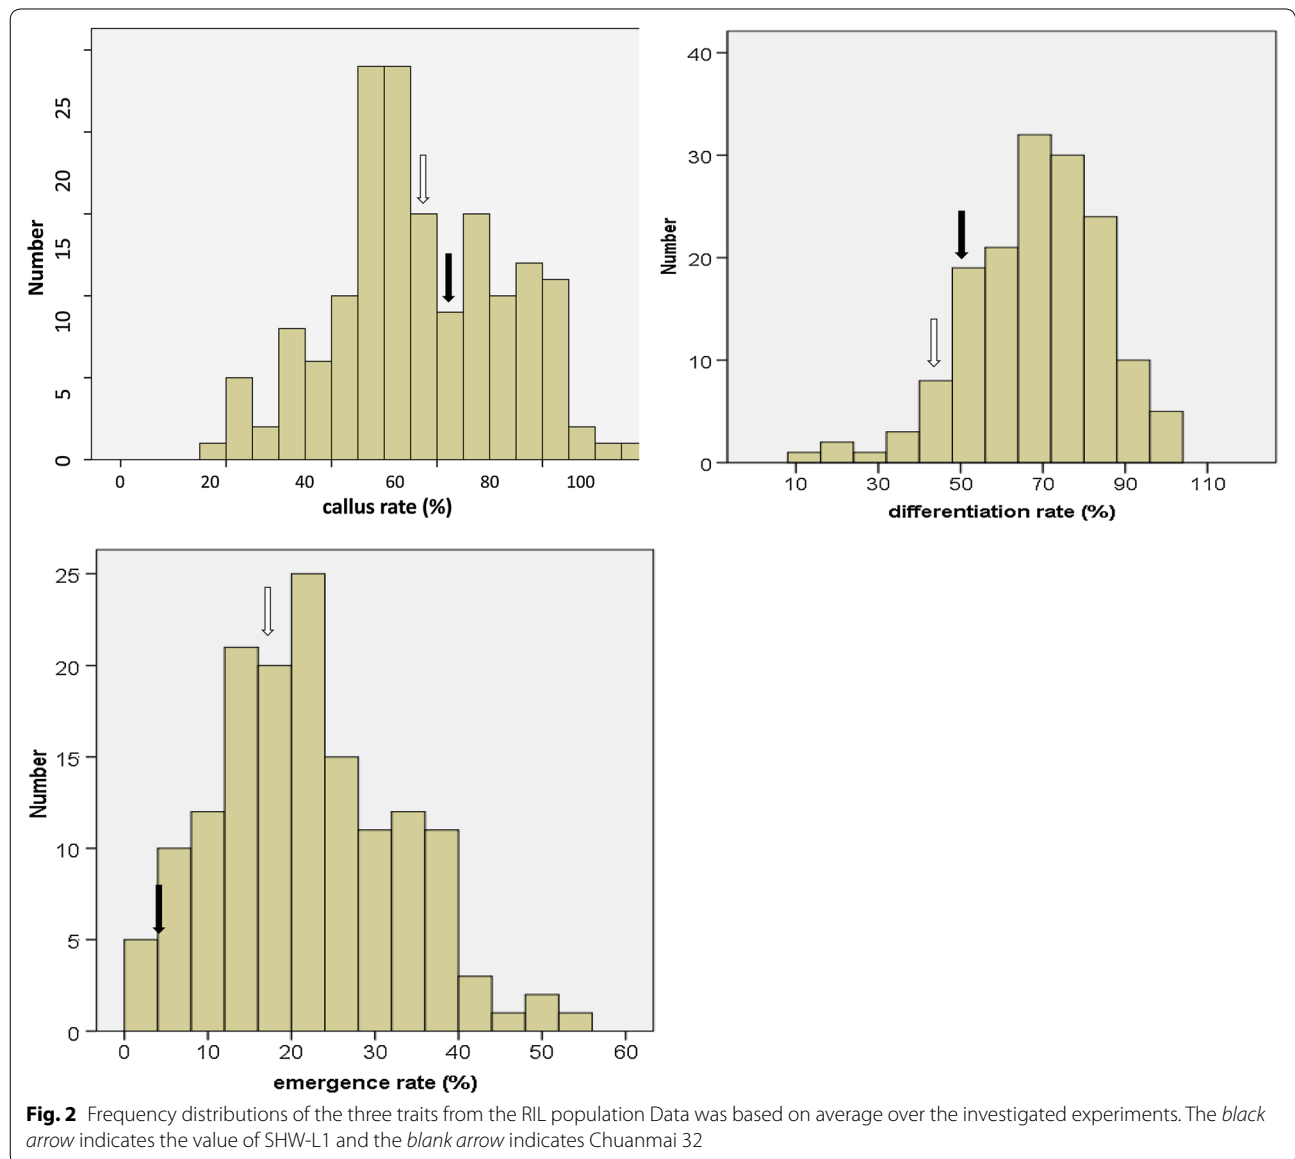 25
20
15
10
5
0
Number
0 20 40 60 80 100
callus rate (%)
40
30
20
10
0
Number
10 30 50 70 90 110
differentiation rate (%)
25
20
15
10
5
0
Number
0 10 20 30 40 50 60
emergence rate (%)
Fig. 2 Frequency distributions of the three traits from the RIL population Data was based on average over the investigated experiments. The black
arrow indicates the value of SHW-L1 and the blank arrow indicates Chuanmai 32